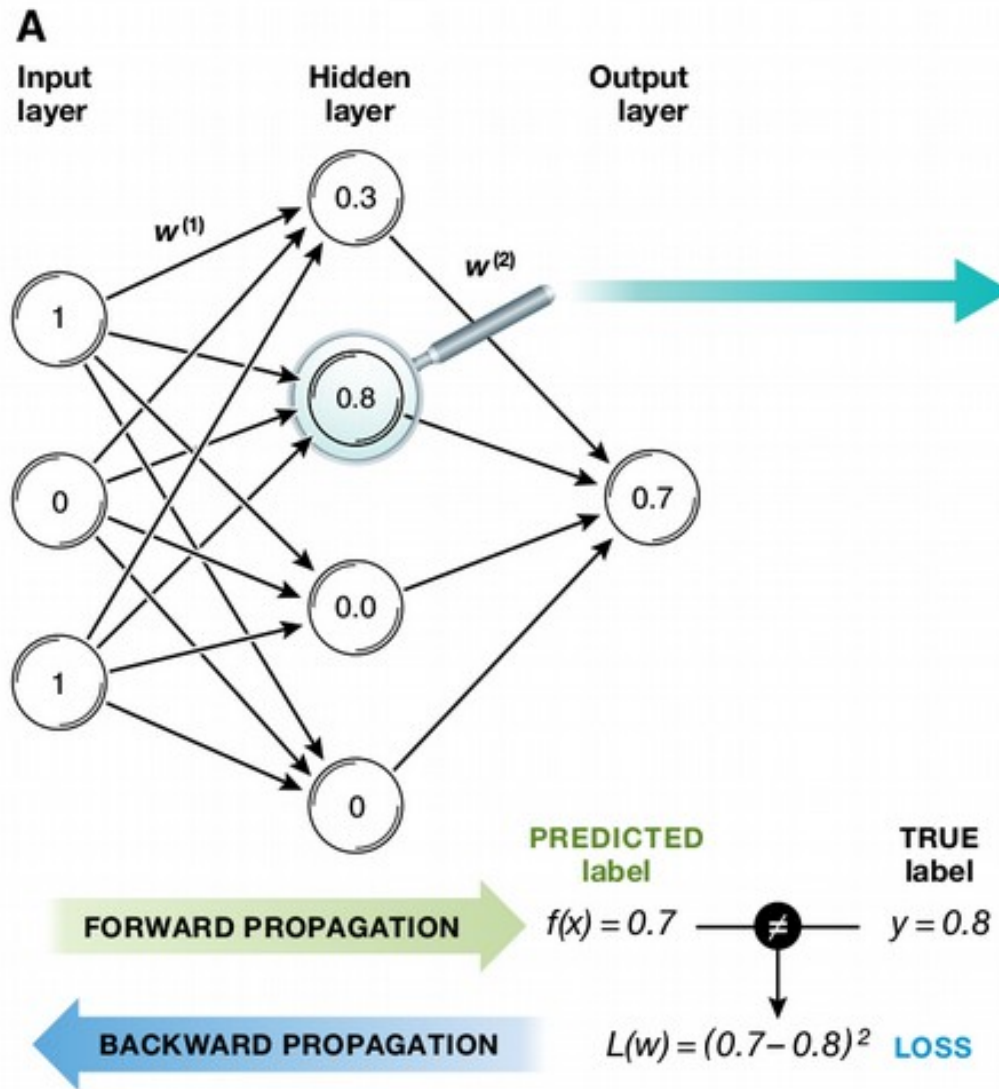 A
Input
layer
Hidden
layer
Output
layer
w(1)
w(2)
1
0
1
0.3
0.8
0.0
0
0.7
PREDICTED
label
TRUE
label
FORWARD PROPAGATION
f(x) = 0.7
≠
y = 0.8
BACKWARD PROPAGATION
L(w) = (0.7 – 0.8)²
LOSS